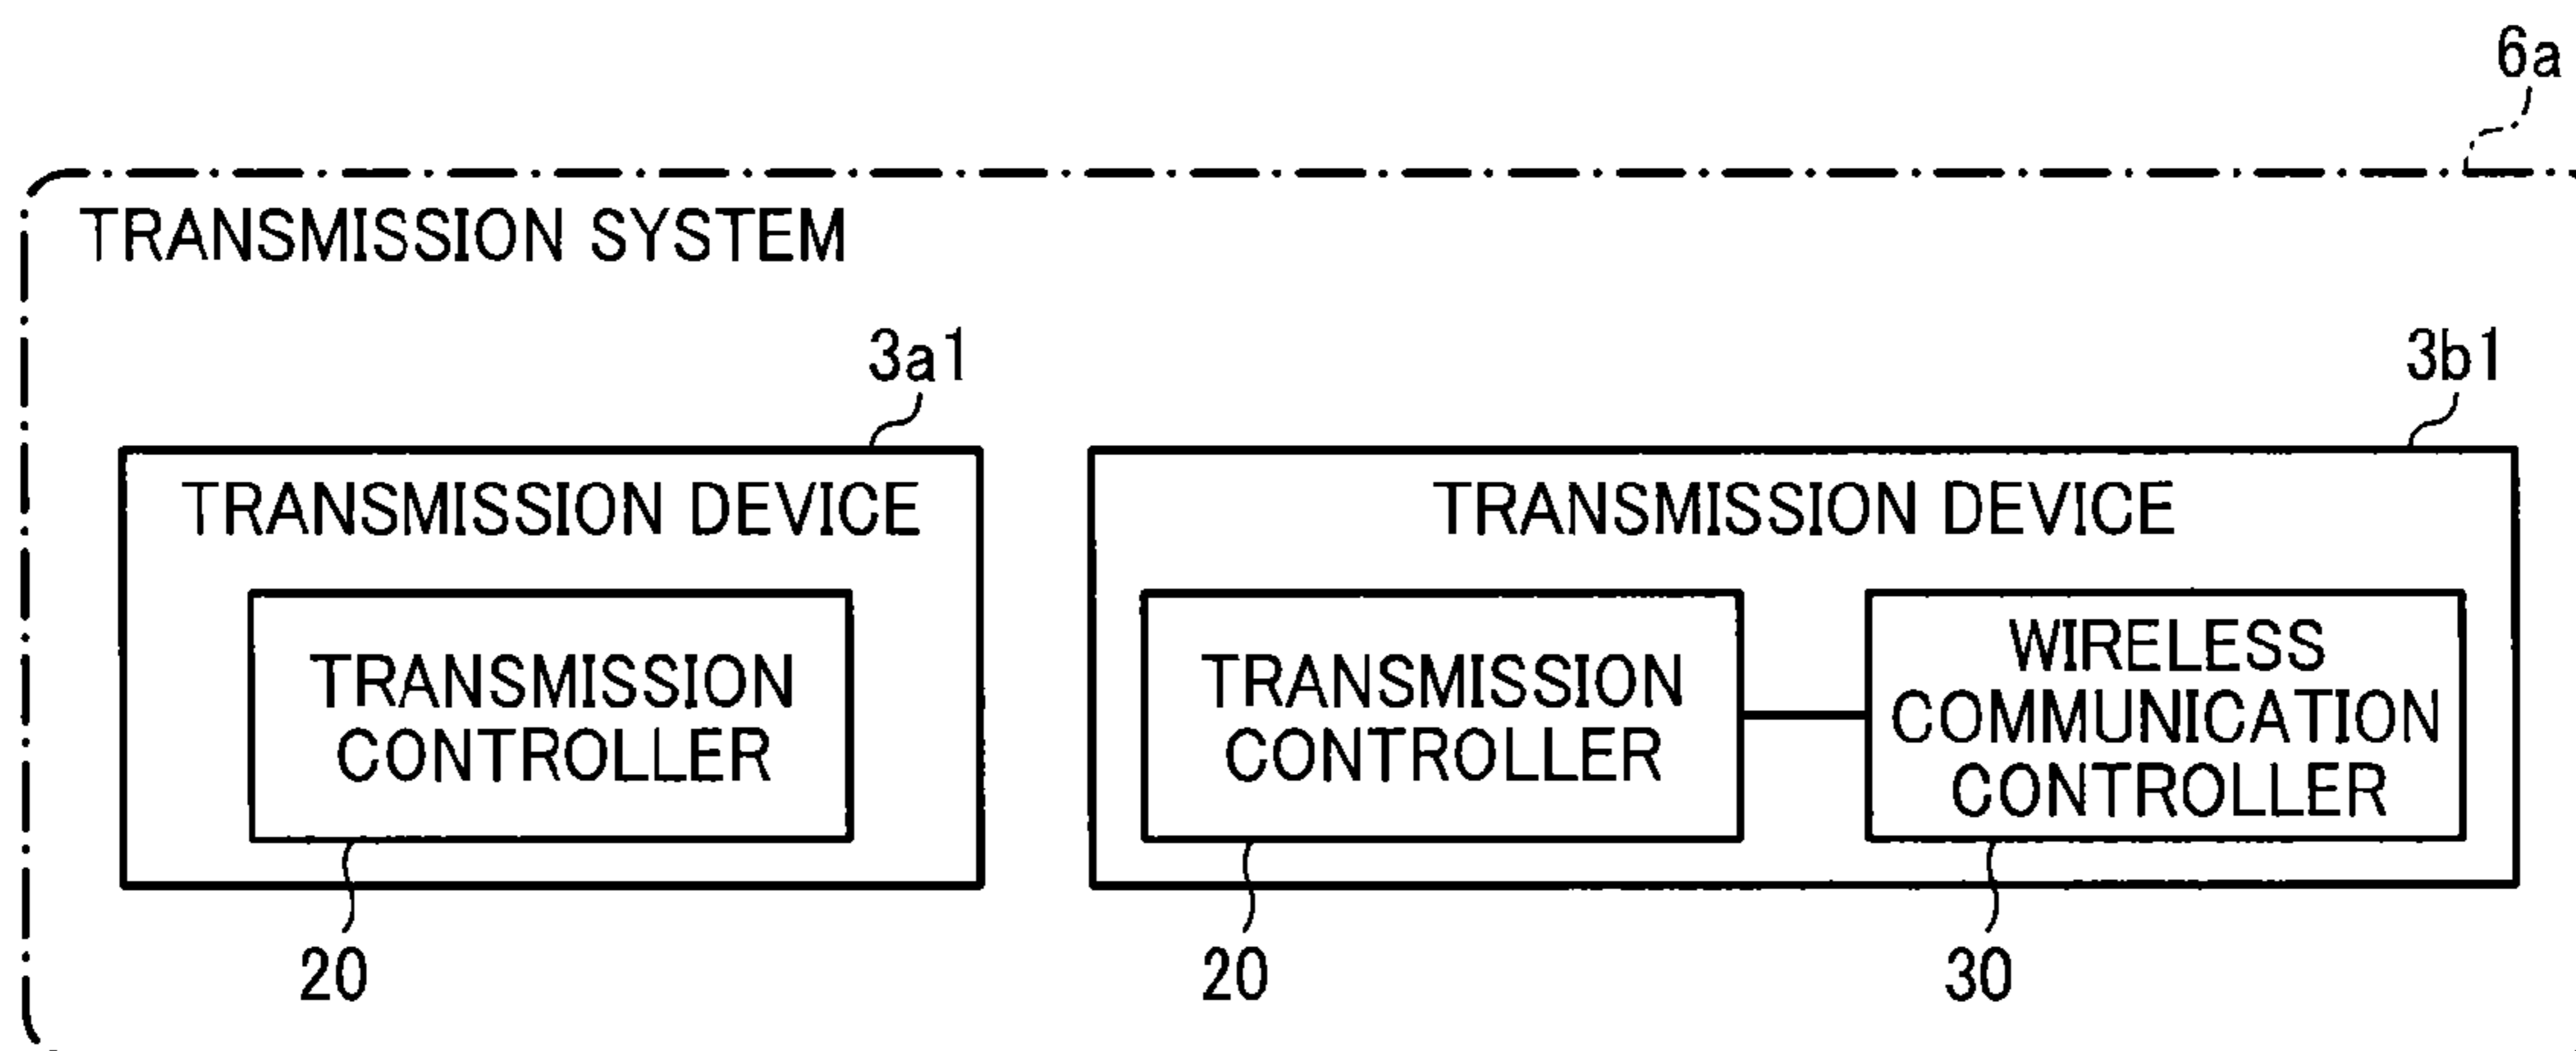 6a
TRANSMISSION SYSTEM
3a1
3b1
TRANSMISSION DEVICE
TRANSMISSION
CONTROLLER
20
TRANSMISSION DEVICE
TRANSMISSION
CONTROLLER
20
WIRELESS
COMMUNICATION
CONTROLLER
30